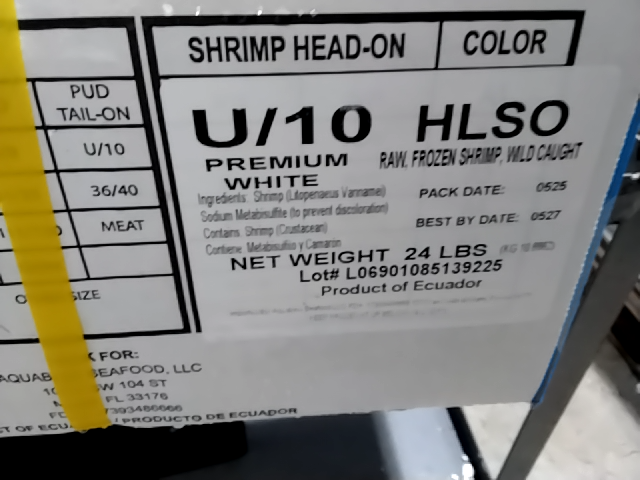 SHRIMP HEAD-ON COLOR
PUD
TAIL-ON
U/10
36/40
MEAT
SIZE
U/10 HLSO
PREMIUM
WHITE
RAW, FROZEN SHRIMP, WILD CAUGHT
Ingredients: Shrimp (Litopenaeus Vannamei)
Sodium Metabisulfite (to prevent discoloration)
Contains: Shrimp (Crustacean)
Contiene: Metabisulfito y Camaron
PACK DATE: 0525
BEST BY DATE: 0527
NET WEIGHT 24 LBS
Lot# L06901085139225
Product of Ecuador
FOR:
SEAFOOD, LLC
104 ST
FL 33176
PRODUCTO DE ECUADOR